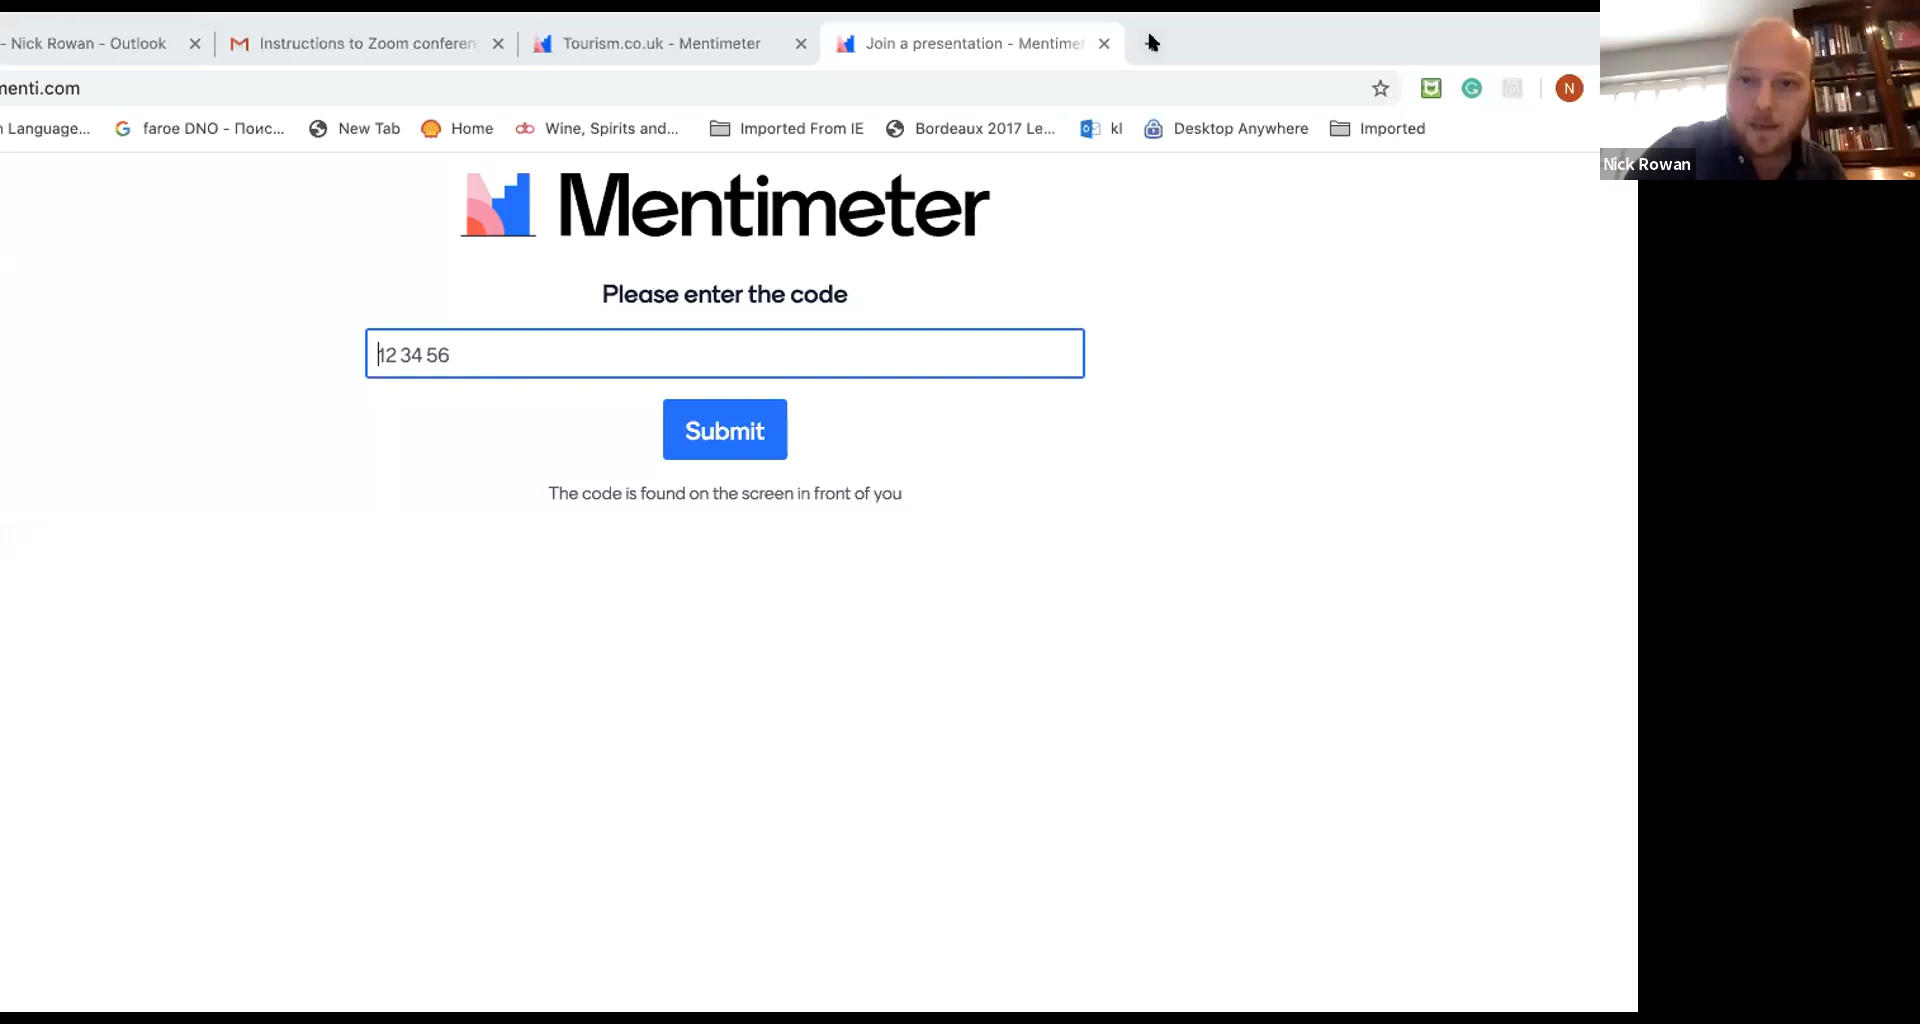 - Nick Rowan - Outlook
Instructions to Zoom conferen
Tourism.co.uk - Mentimeter
Join a presentation - Mentime
menti.com
N
Language...
faroe DNO - Поис...
New Tab
Home
Wine, Spirits and...
Imported From IE
Bordeaux 2017 Le...
kl
Desktop Anywhere
Imported
Nick Rowan
Mentimeter
Please enter the code
12 34 56
Submit
The code is found on the screen in front of you